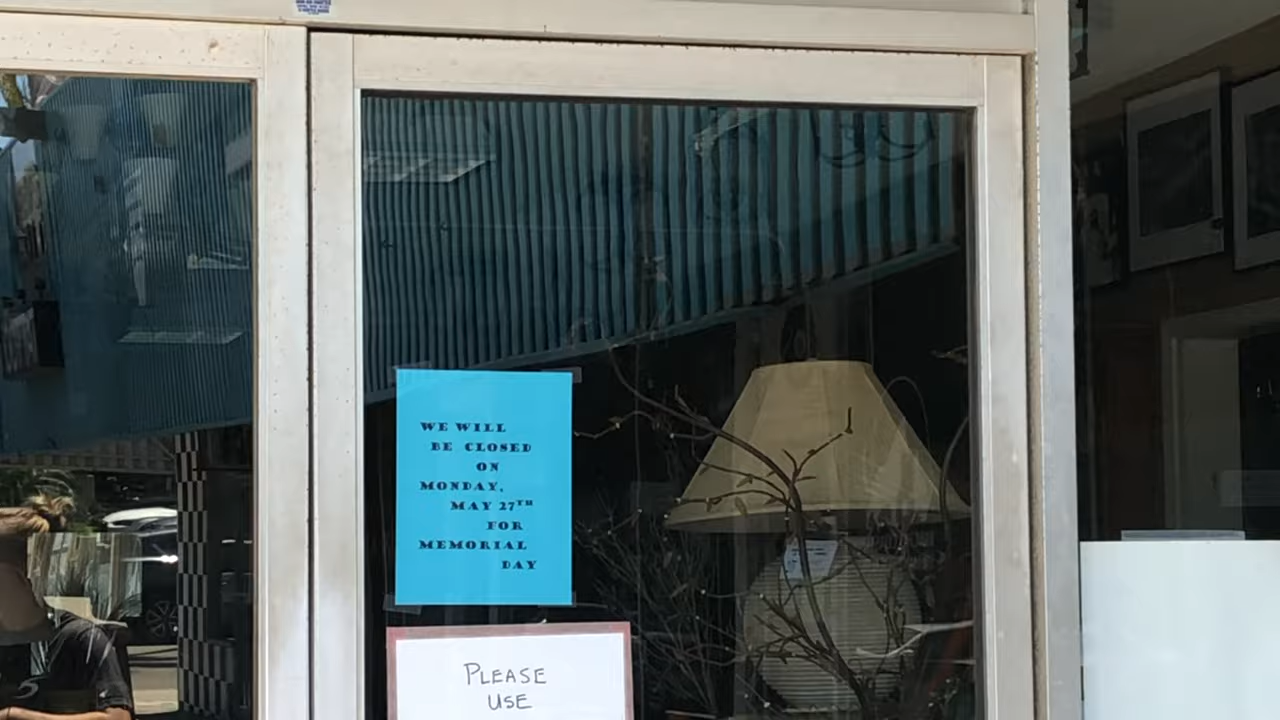 WE WILL
BE CLOSED
ON
MONDAY,
MAY 27TH
FOR
MEMORIAL
DAY
PLEASE
USE